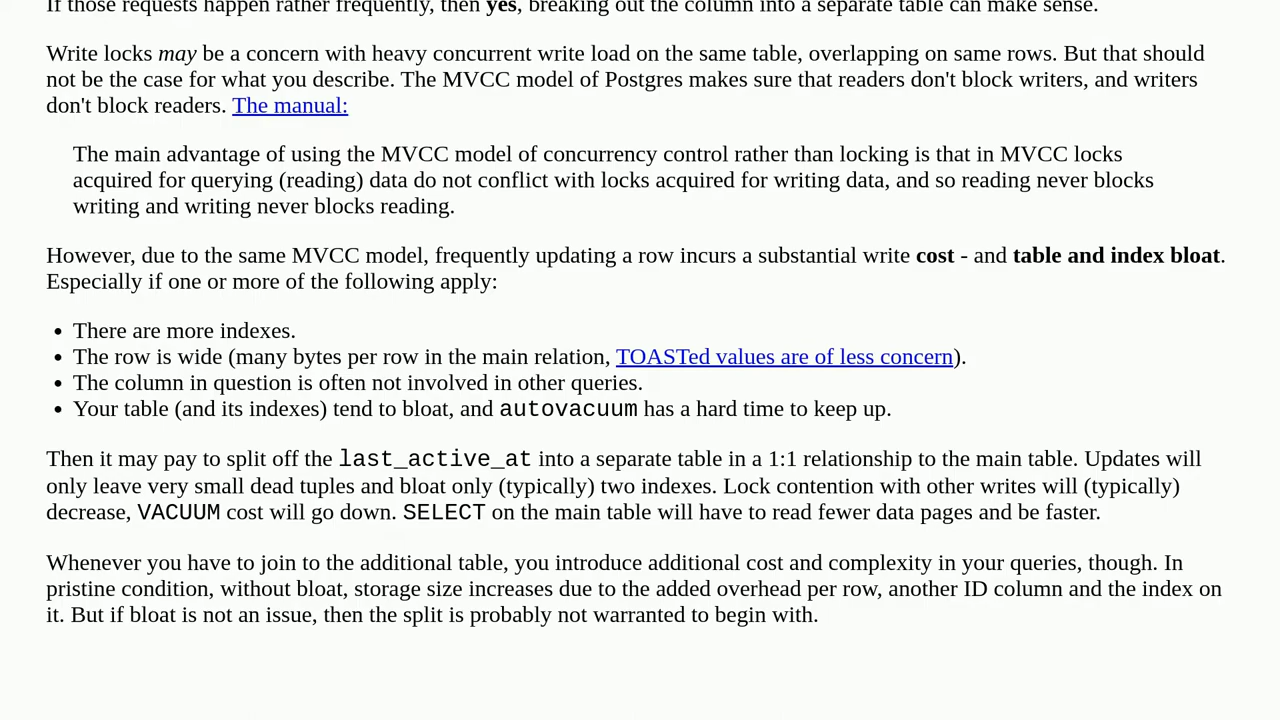 If those requests happen rather frequently, then yes, breaking out the column into a separate table can make sense.
Write locks may be a concern with heavy concurrent write load on the same table, overlapping on same rows. But that should
not be the case for what you describe. The MVCC model of Postgres makes sure that readers don't block writers, and writers
don't block readers. The manual:
The main advantage of using the MVCC model of concurrency control rather than locking is that in MVCC locks
acquired for querying (reading) data do not conflict with locks acquired for writing data, and so reading never blocks
writing and writing never blocks reading.
However, due to the same MVCC model, frequently updating a row incurs a substantial write cost - and table and index bloat.
Especially if one or more of the following apply:
• There are more indexes.
• The row is wide (many bytes per row in the main relation, TOASTed values are of less concern).
• The column in question is often not involved in other queries.
• Your table (and its indexes) tend to bloat, and autovacuum has a hard time to keep up.
Then it may pay to split off the last_active_at into a separate table in a 1:1 relationship to the main table. Updates will
only leave very small dead tuples and bloat only (typically) two indexes. Lock contention with other writes will (typically)
decrease, VACUUM cost will go down. SELECT on the main table will have to read fewer data pages and be faster.
Whenever you have to join to the additional table, you introduce additional cost and complexity in your queries, though. In
pristine condition, without bloat, storage size increases due to the added overhead per row, another ID column and the index on
it. But if bloat is not an issue, then the split is probably not warranted to begin with.